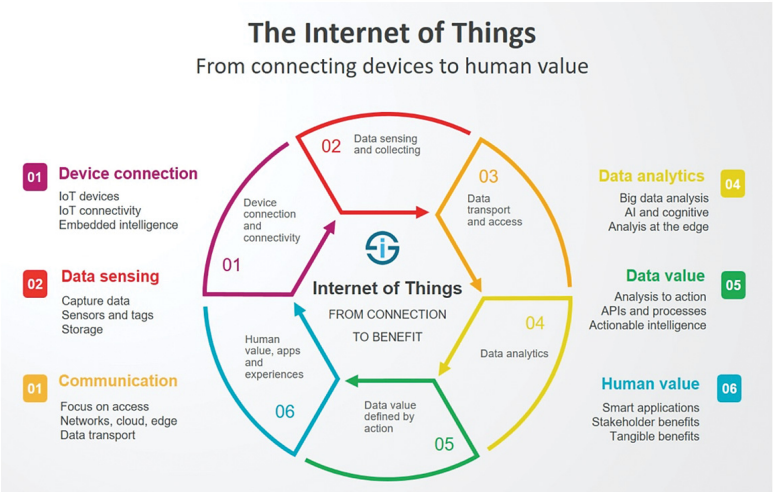 The Internet of Things
From connecting devices to human value
01
Device connection
IoT devices
IoT connectivity
Embedded intelligence
02
Data sensing
Capture data
Sensors and tags
Storage
01
Communication
Focus on access
Networks, cloud, edge
Data transport
Device
connection
and
connectivity
01
02
Data sensing
and collecting
03
Data
transport
and access
04
Data analytics
Data value
defined by
action
05
Human
value, apps
and
experiences
06
Internet of Things
FROM CONNECTION
TO BENEFIT
Data analytics
04
Big data analysis
AI and cognitive
Analyis at the edge
Data value
05
Analysis to action
APIs and processes
Actionable intelligence
Human value
06
Smart applications
Stakeholder benefits
Tangible benefits